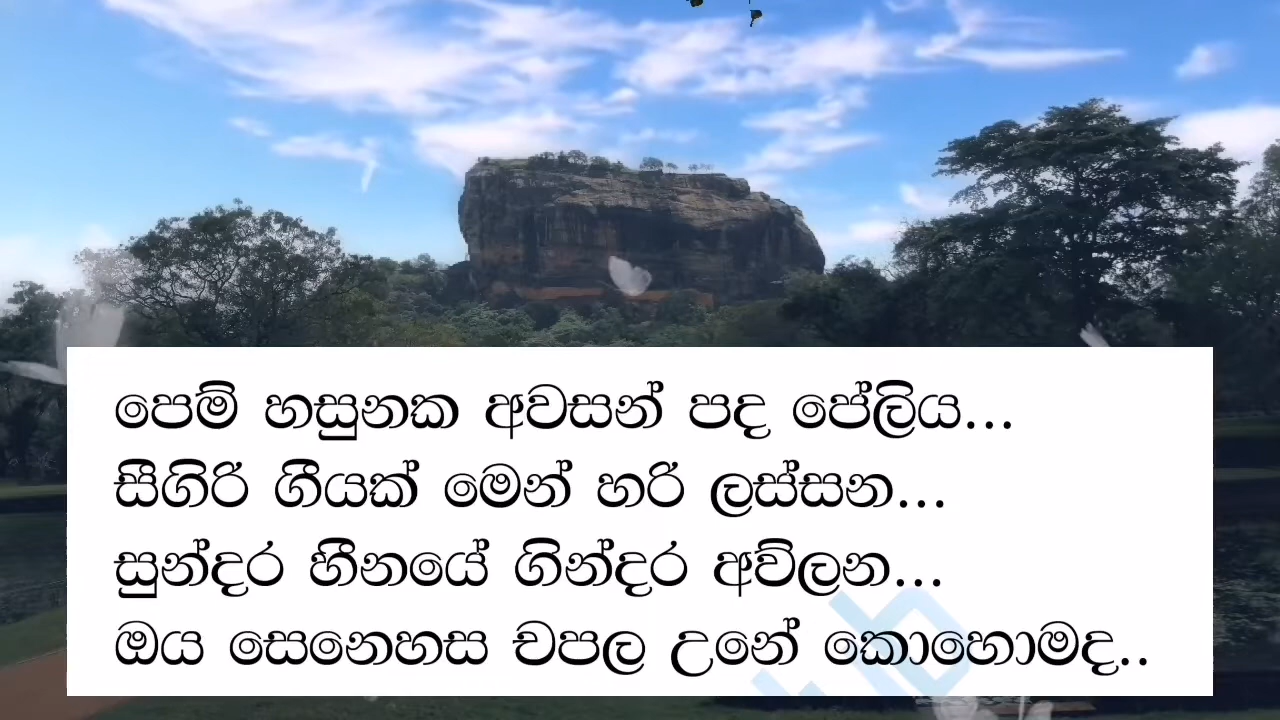 පෙම් හසුනක අවසන් පද පේලිය...
සීගිරි ගීයක් මෙන් හරි ලස්සන...
සුන්දර හීනයේ ගින්දර අව්ලන...
ඔය සෙනෙහස චපල උනේ කොහොමද..